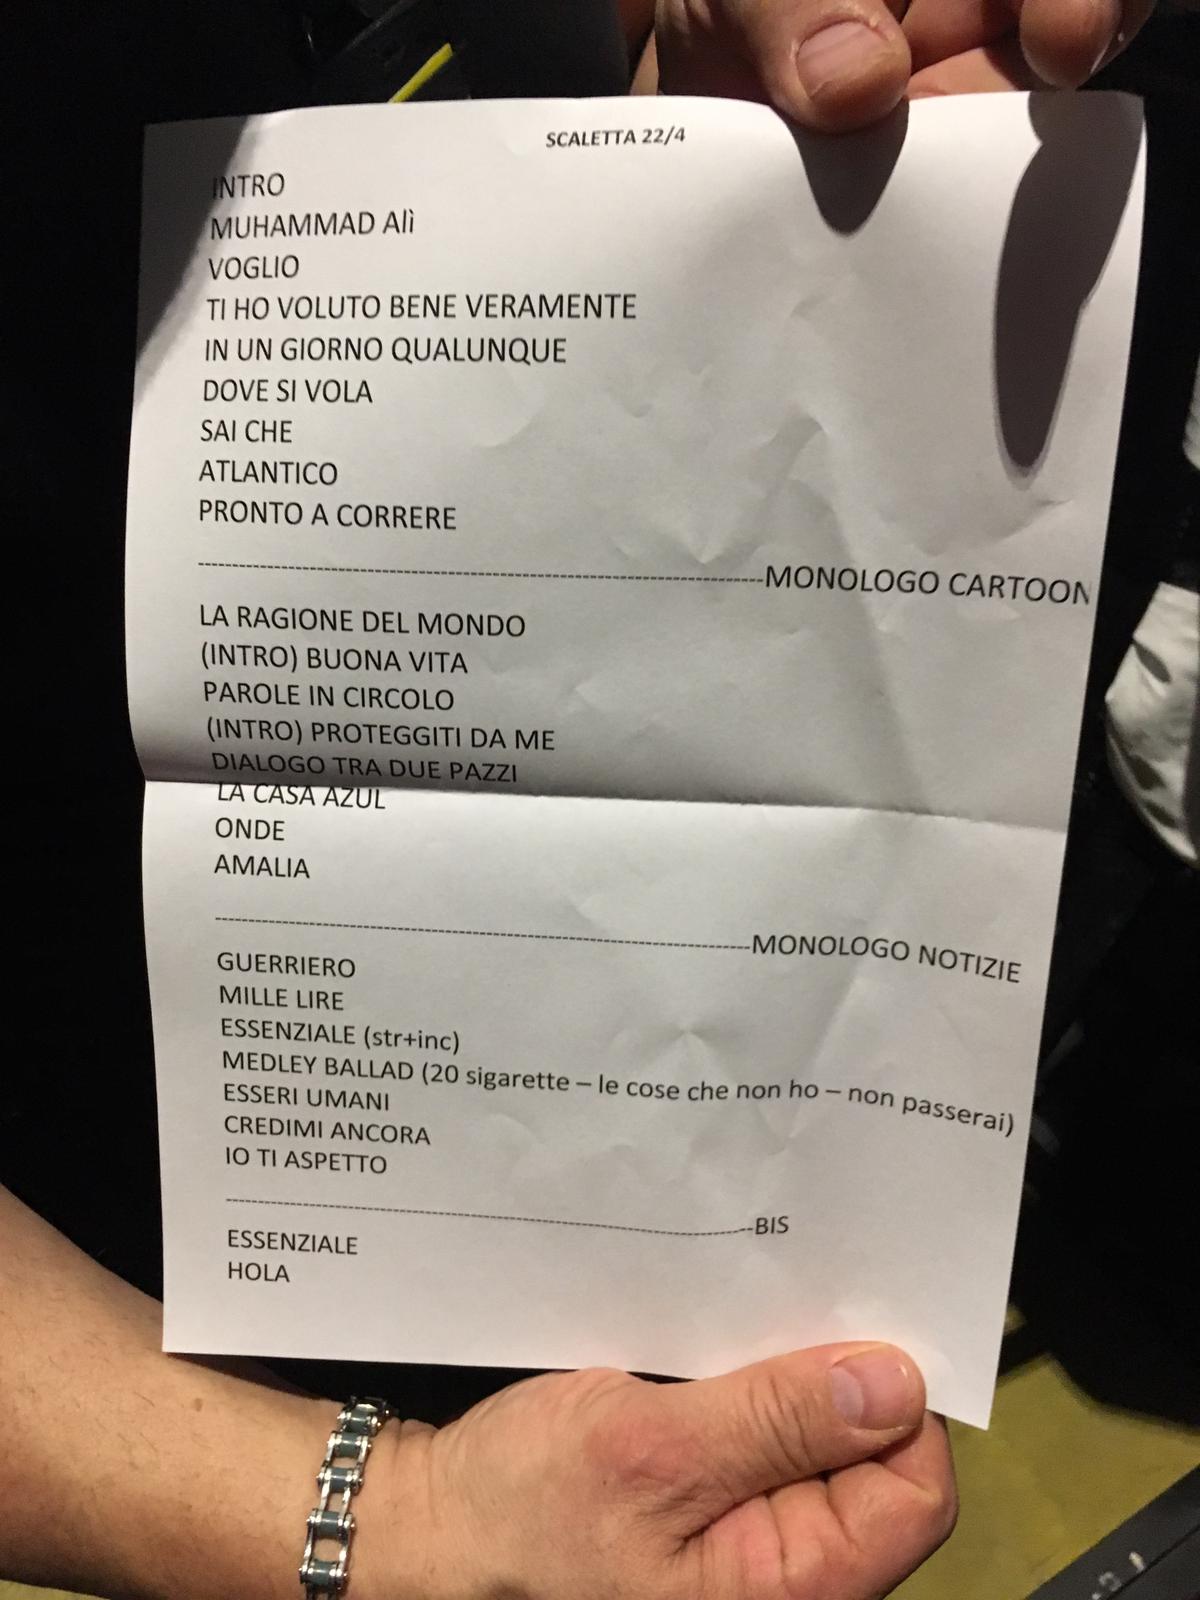 SCALETTA 22/4
INTRO
MUHAMMAD Alì
VOGLIO
TI HO VOLUTO BENE VERAMENTE
IN UN GIORNO QUALUNQUE
DOVE SI VOLA
SAI CHE
ATLANTICO
PRONTO A CORRERE
--------------------------------------------------------------------------------------MONOLOGO CARTOON
LA RAGIONE DEL MONDO
(INTRO) BUONA VITA
PAROLE IN CIRCOLO
(INTRO) PROTEGGITI DA ME
DIALOGO TRA DUE PAZZI
LA CASA AZUL
ONDE
AMALIA
--------------------------------------------------------------------------------------MONOLOGO NOTIZIE
GUERRIERO
MILLE LIRE
ESSENZIALE (str+inc)
MEDLEY BALLAD (20 sigarette – le cose che non ho – non passerai)
ESSERI UMANI
CREDIMI ANCORA
IO TI ASPETTO
--------------------------------------------------------------------------------------BIS
ESSENZIALE
HOLA